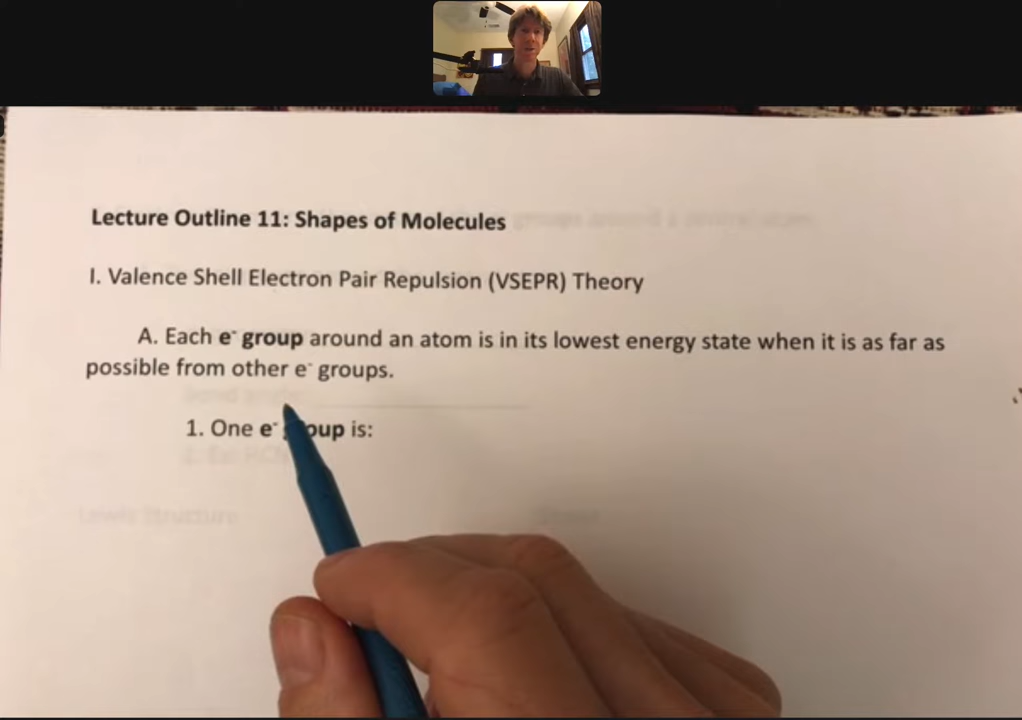 Lecture Outline 11: Shapes of Molecules
I. Valence Shell Electron Pair Repulsion (VSEPR) Theory
A. Each e⁻ group around an atom is in its lowest energy state when it is as far as
possible from other e⁻ groups.
1. One e⁻ group is: